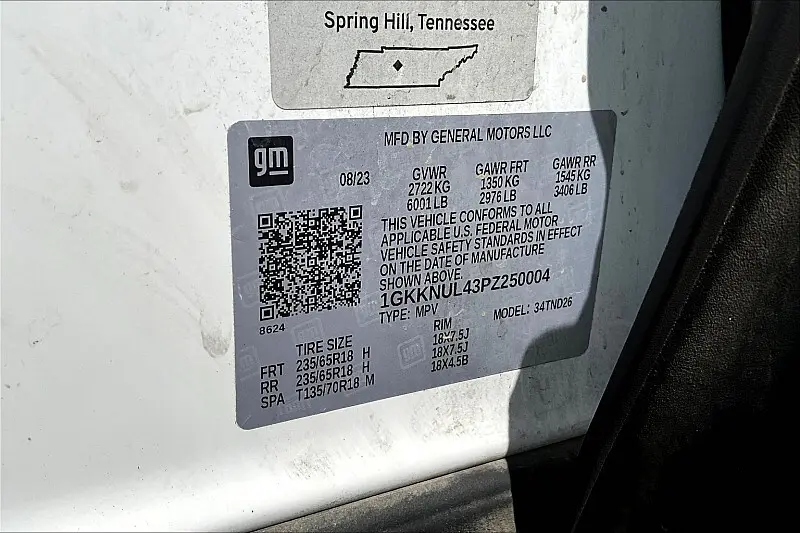 Spring Hill, Tennessee
gm
MFD BY GENERAL MOTORS LLC
08/23
GVWR
2722 KG
6001 LB
GAWR FRT
1350 KG
2976 LB
GAWR RR
1545 KG
3406 LB
THIS VEHICLE CONFORMS TO ALL
APPLICABLE U.S. FEDERAL MOTOR
VEHICLE SAFETY STANDARDS IN EFFECT
ON THE DATE OF MANUFACTURE
SHOWN ABOVE.
1GKKNUL43PZ250004
TYPE: MPV
MODEL: 34TND26
8624
TIRE SIZE
RIM
FRT 235/65R18 H 18X7.5J
RR 235/65R18 H 18X7.5J
SPA T135/70R18 M 18X4.5B